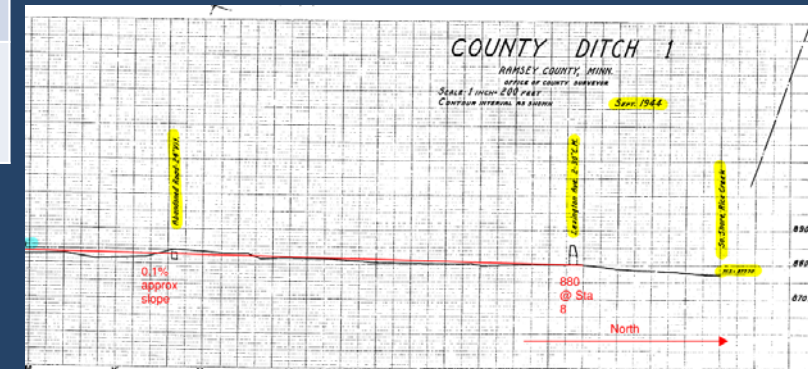 COUNTY DITCH 1
RAMSEY COUNTY, MINN.
OFFICE OF COUNTY SURVEYOR
SCALE: 1 INCH = 200 FEET
CONTOUR INTERVAL AS SHOWN
SEPT. 1944
Abandoned Road
Lexington Ave.
So. Shore, Rice Creek
890
880
870
0.1%
approx
slope
880
@ Sta
8
North